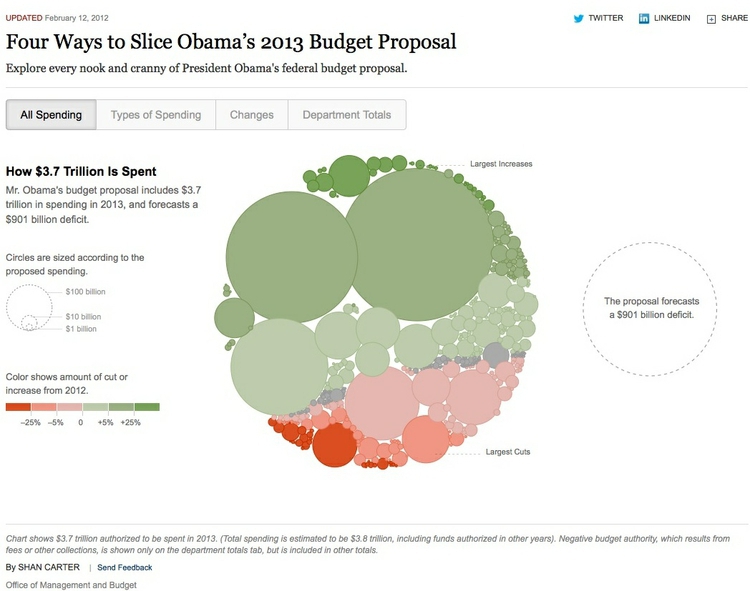 UPDATED February 12, 2012
TWITTER
LINKEDIN
SHARE
Four Ways to Slice Obama's 2013 Budget Proposal
Explore every nook and cranny of President Obama's federal budget proposal.
All Spending
Types of Spending
Changes
Department Totals
How $3.7 Trillion Is Spent
Mr. Obama's budget proposal includes $3.7
trillion in spending in 2013, and forecasts a
$901 billion deficit.
Circles are sized according to the
proposed spending.
$100 billion
$10 billion
$1 billion
Color shows amount of cut or
increase from 2012.
−25% −5% 0 +5% +25%
Largest Increases
Largest Cuts
The proposal forecasts
a $901 billion deficit.
Chart shows $3.7 trillion authorized to be spent in 2013. (Total spending is estimated to be $3.8 trillion, including funds authorized in other years). Negative budget authority, which results from
fees or other collections, is shown only on the department totals tab, but is included in other totals.
By SHAN CARTER | Send Feedback
Office of Management and Budget